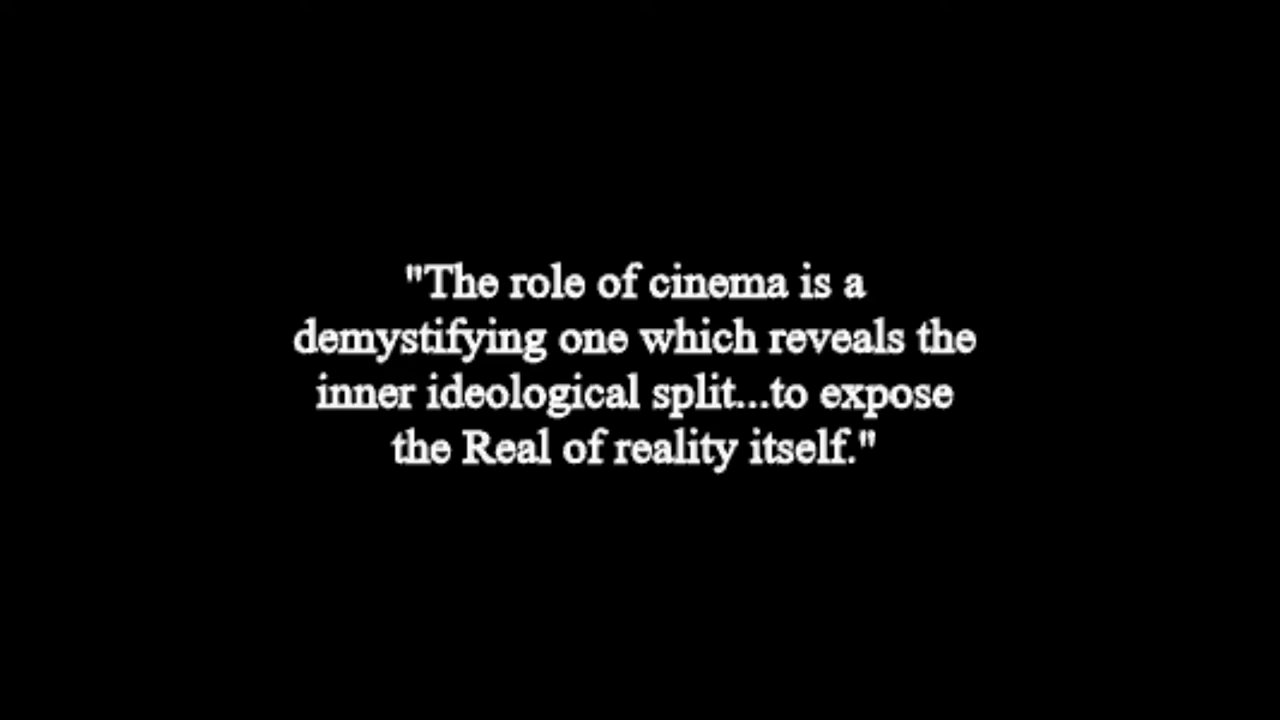 "The role of cinema is a
demystifying one which reveals the
inner ideological split...to expose
the Real of reality itself."